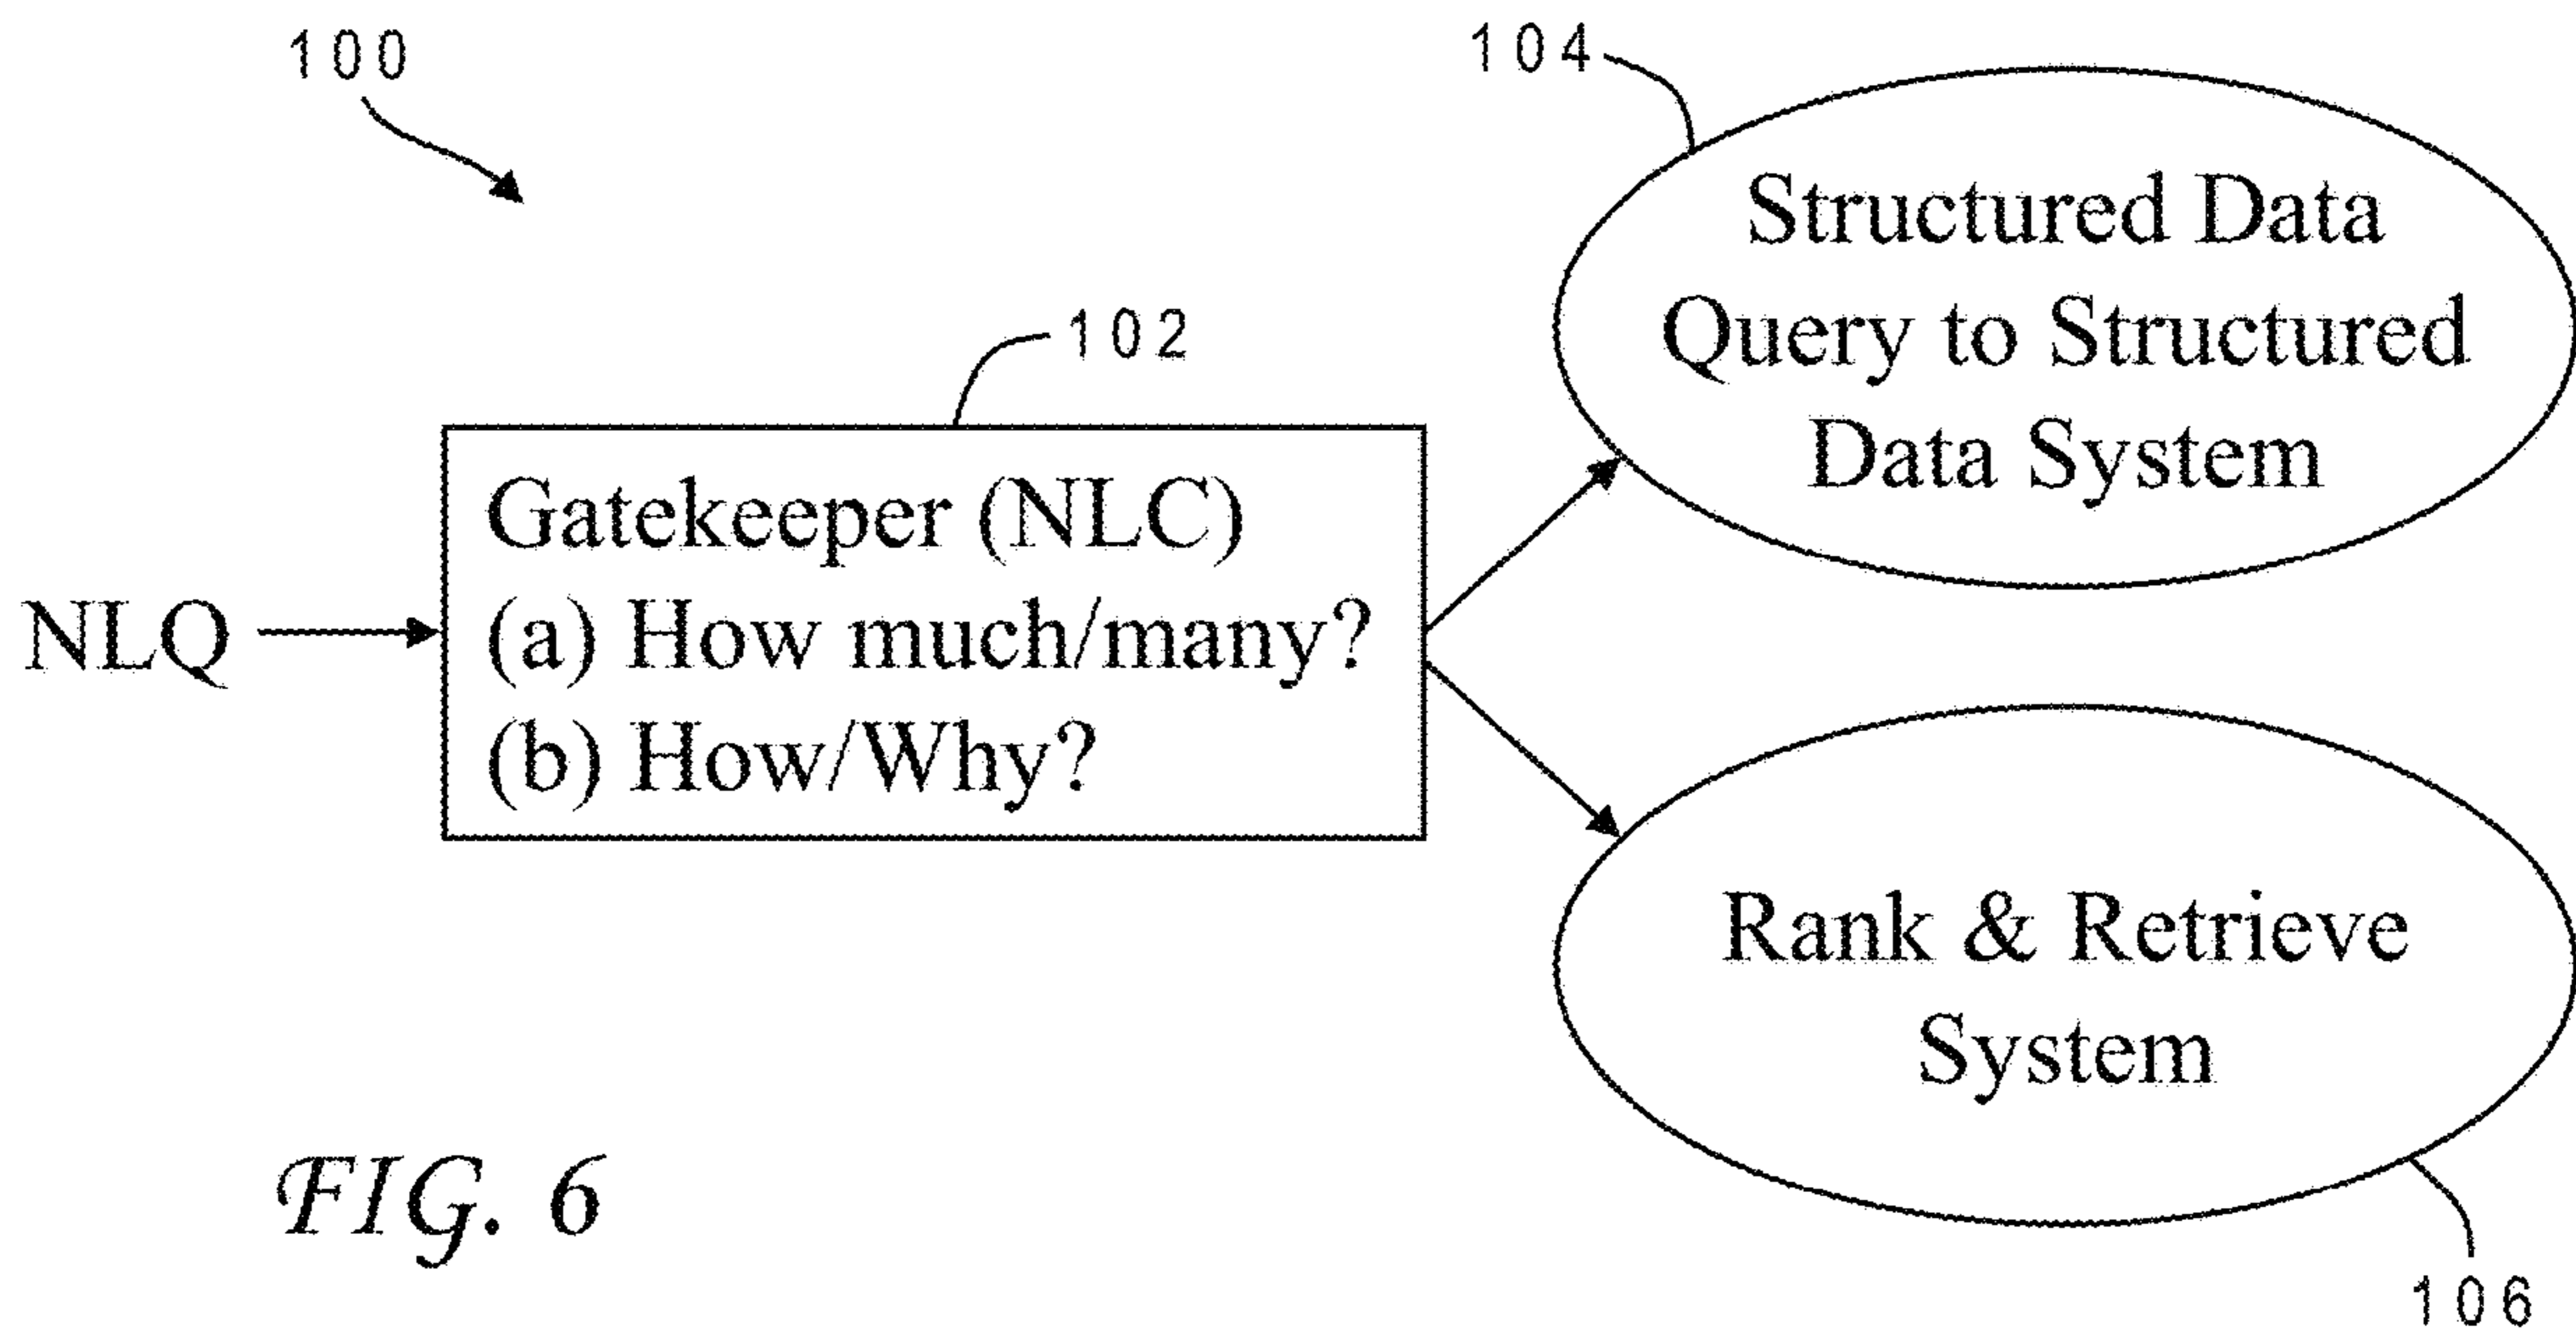 100
104
Structured Data
Query to Structured
Data System
102
Gatekeeper (NLC)
(a) How much/many?
(b) How/Why?
NLQ
Rank & Retrieve
System
FIG. 6
106